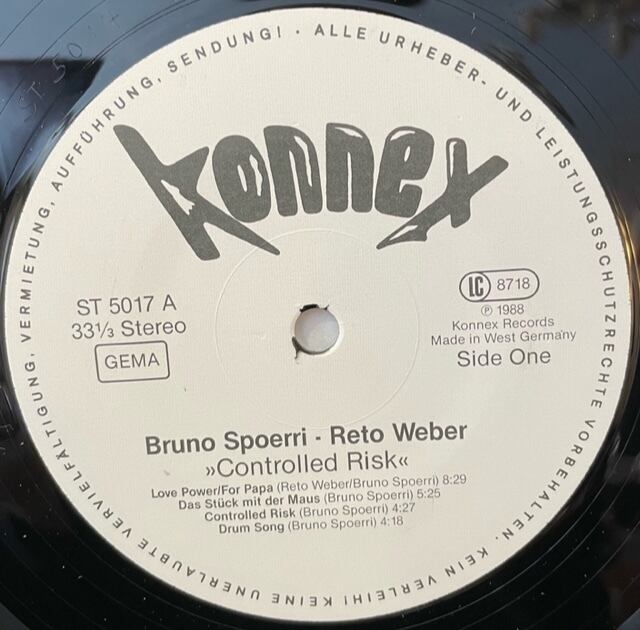 ALLE URHEBER- UND LEISTUNGSSCHUTZRECHTE VORBEHALTEN. KEIN VERLEIH! KEINE UNERLAUBTE VERVIELFÄLTIGUNG, VERMIETUNG, AUFFÜHRUNG, SENDUNG! ·
konnex
ST 5017 A
33⅓ Stereo
GEMA
LC 8718
℗ 1988
Konnex Records
Made in West Germany
Side One
Bruno Spoerri - Reto Weber
»Controlled Risk«
Love Power/For Papa (Reto Weber/Bruno Spoerri) 8:29
Das Stück mit der Maus (Bruno Spoerri) 5:25
Controlled Risk (Bruno Spoerri) 4:27
Drum Song (Bruno Spoerri) 4:18